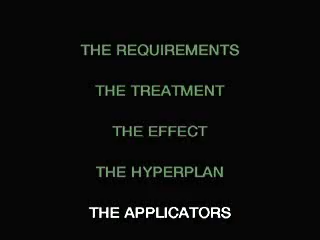 THE REQUIREMENTS
THE TREATMENT
THE EFFECT
THE HYPERPLAN
THE APPLICATORS